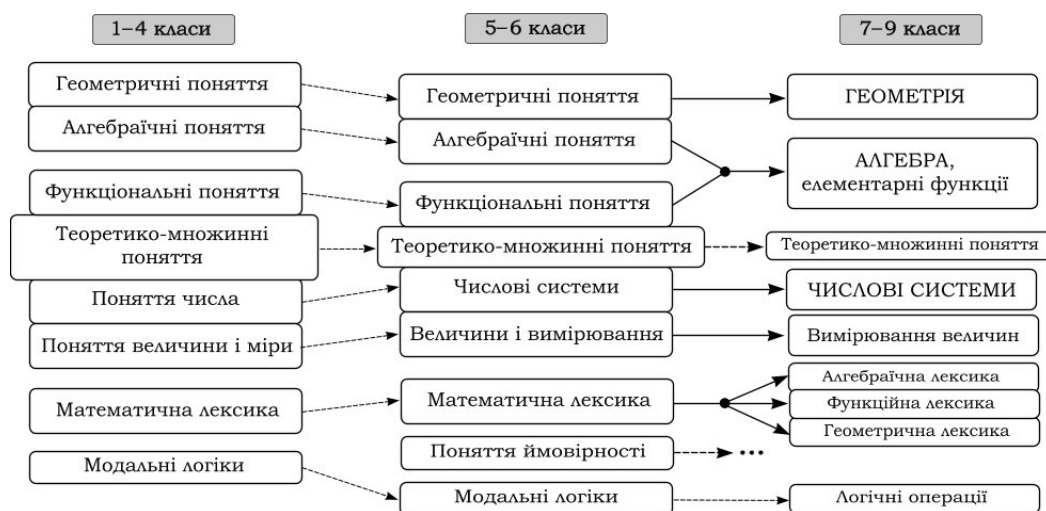 1–4 класи
5–6 класи
7–9 класи
Геометричні поняття
Геометричні поняття
ГЕОМЕТРІЯ
Алгебраїчні поняття
Алгебраїчні поняття
АЛГЕБРА,
елементарні функції
Функціональні поняття
Функціональні поняття
Теоретико-множинні
поняття
Теоретико-множинні поняття
Теоретико-множинні поняття
Поняття числа
Числові системи
ЧИСЛОВІ СИСТЕМИ
Поняття величини і міри
Величини і вимірювання
Вимірювання величин
Математична лексика
Математична лексика
Алгебраїчна лексика
Функційна лексика
Геометрична лексика
Поняття ймовірності
...
Модальні логіки
Модальні логіки
Логічні операції